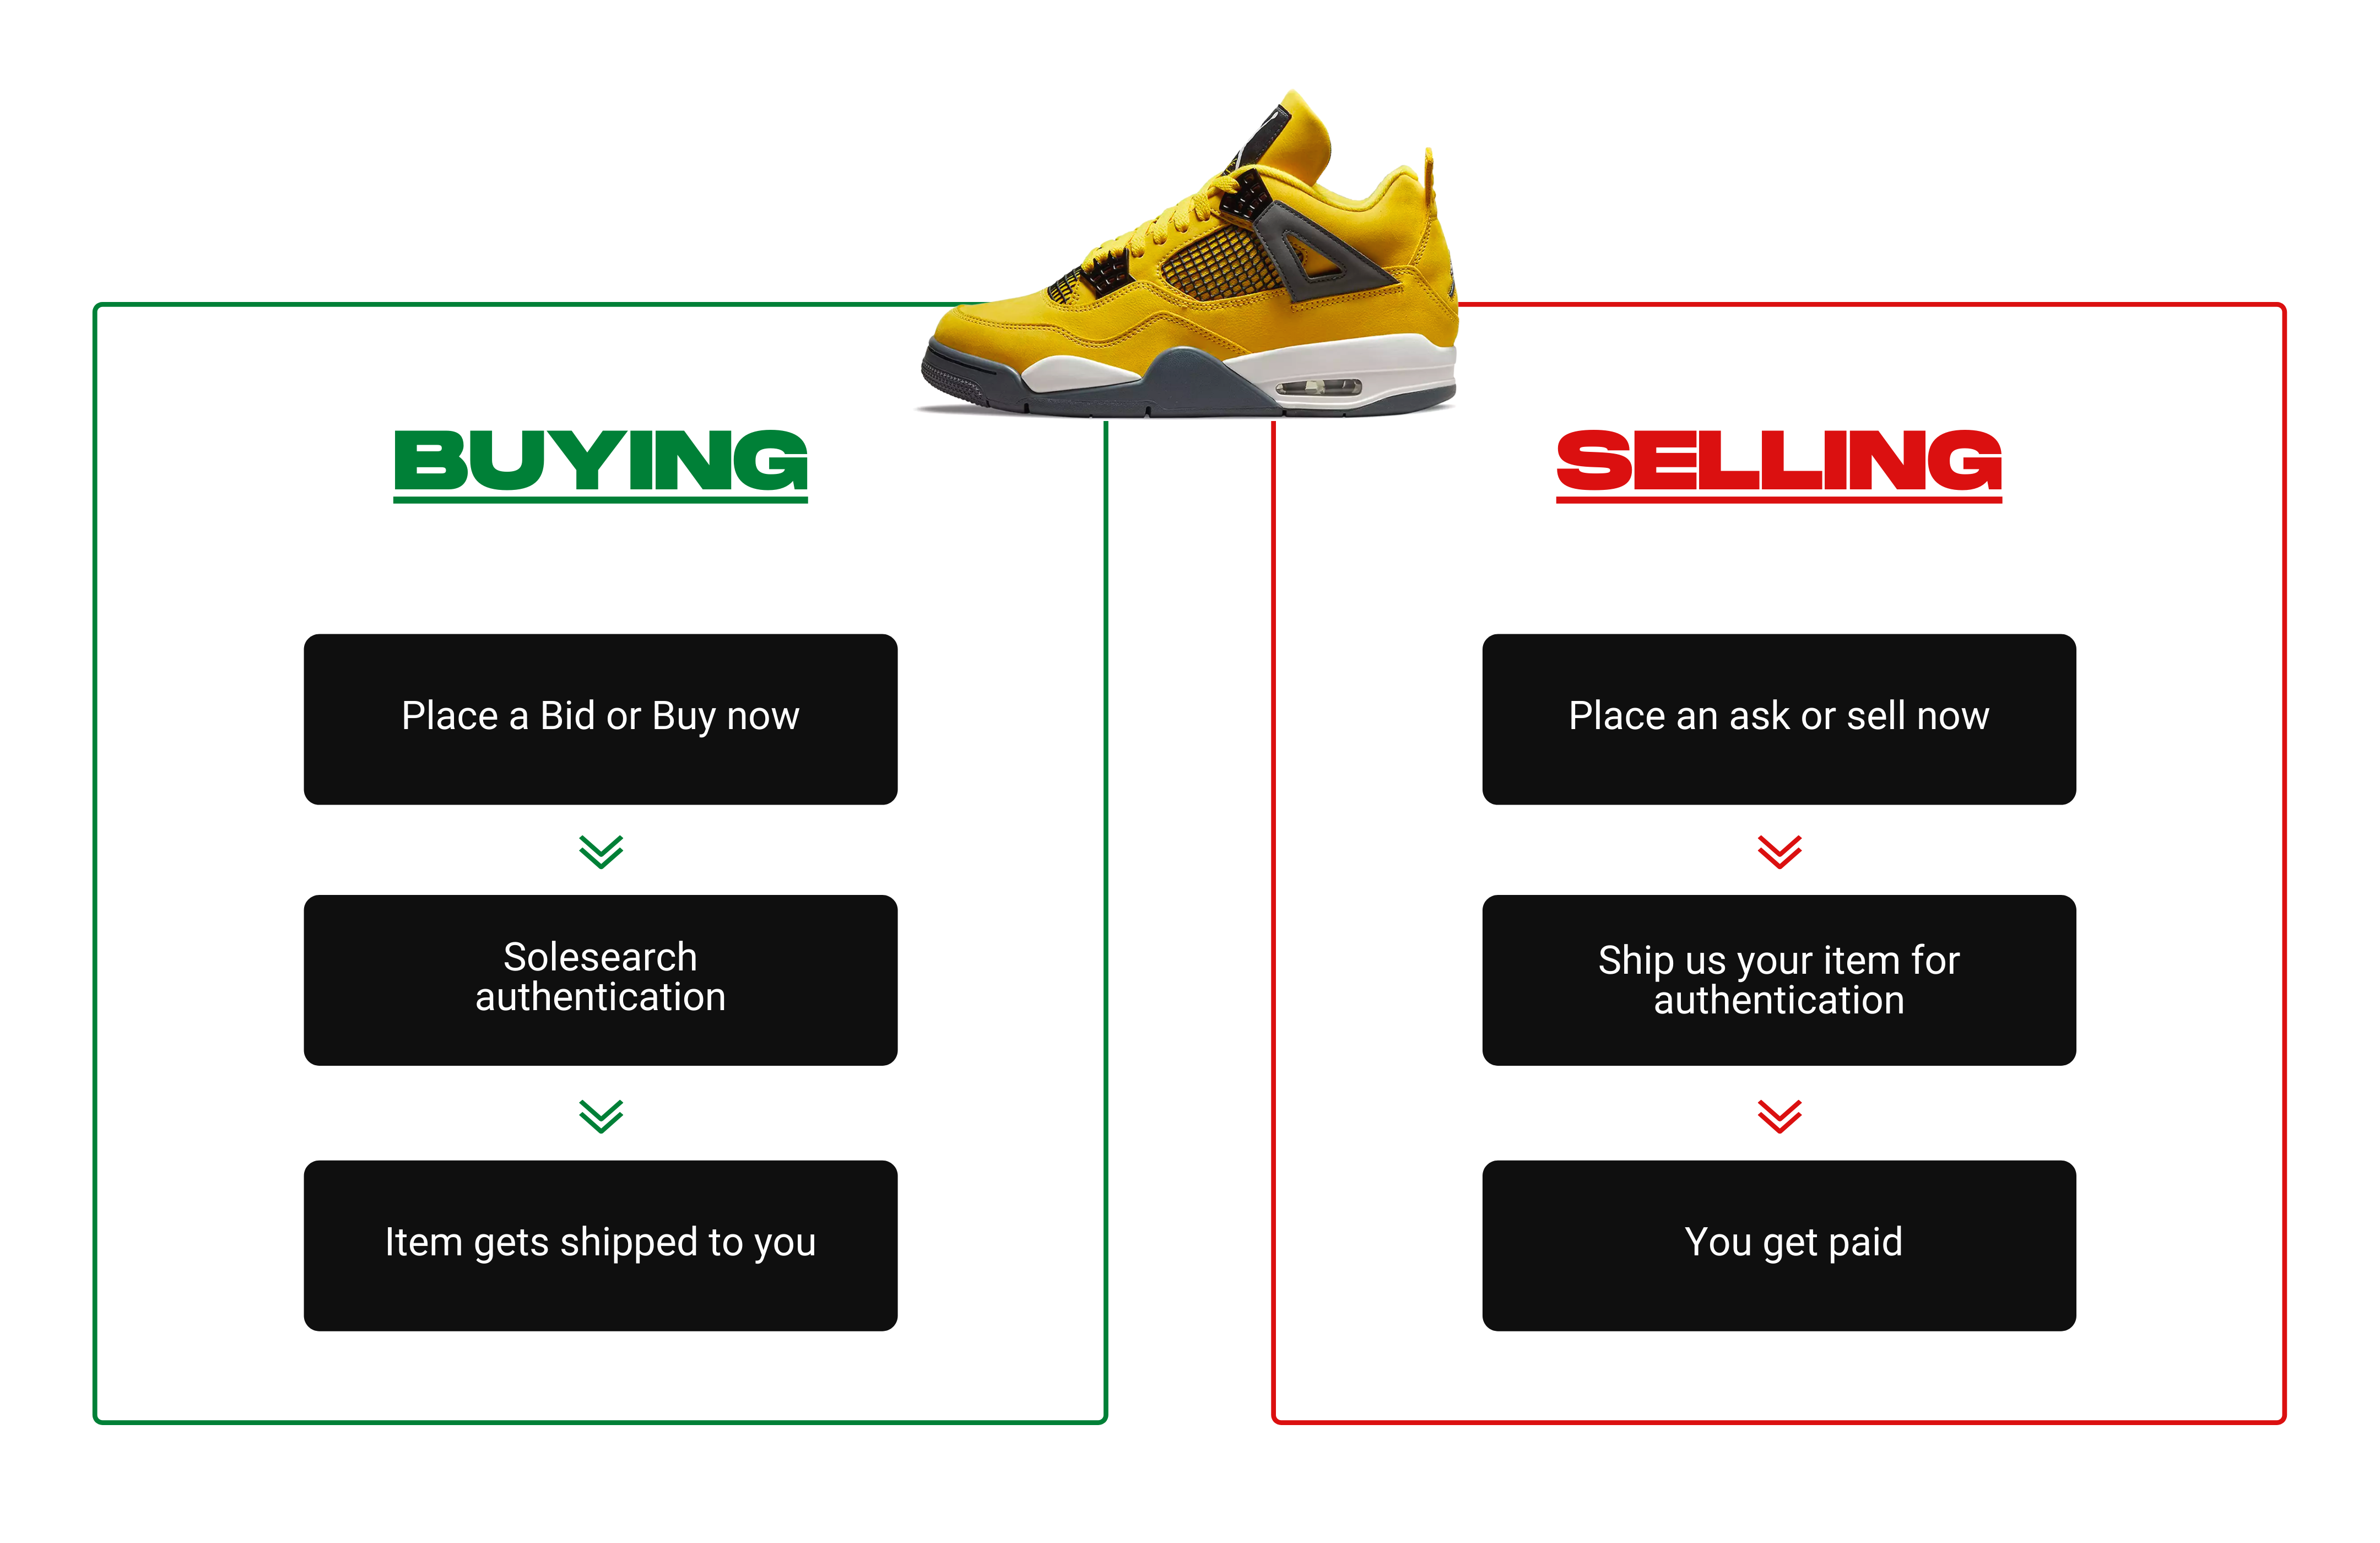 BUYING
Place a Bid or Buy now
Solesearch
authentication
Item gets shipped to you
SELLING
Place an ask or sell now
Ship us your item for
authentication
You get paid